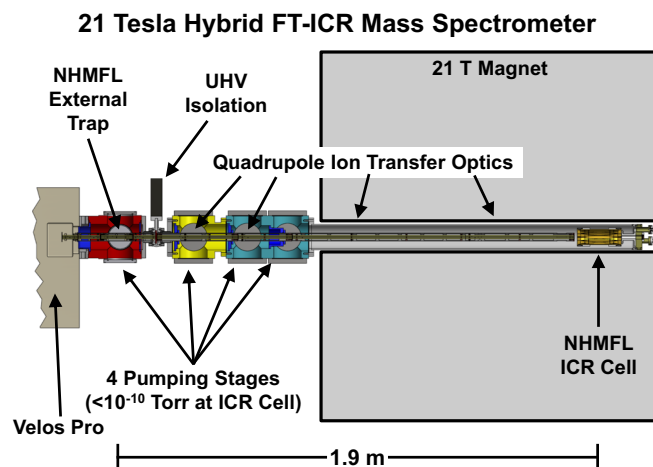 21 Tesla Hybrid FT-ICR Mass Spectrometer
NHMFL
External
Trap
UHV
Isolation
21 T Magnet
Quadrupole Ion Transfer Optics
4 Pumping Stages
(<10⁻¹⁰ Torr at ICR Cell)
NHMFL
ICR Cell
Velos Pro
1.9 m